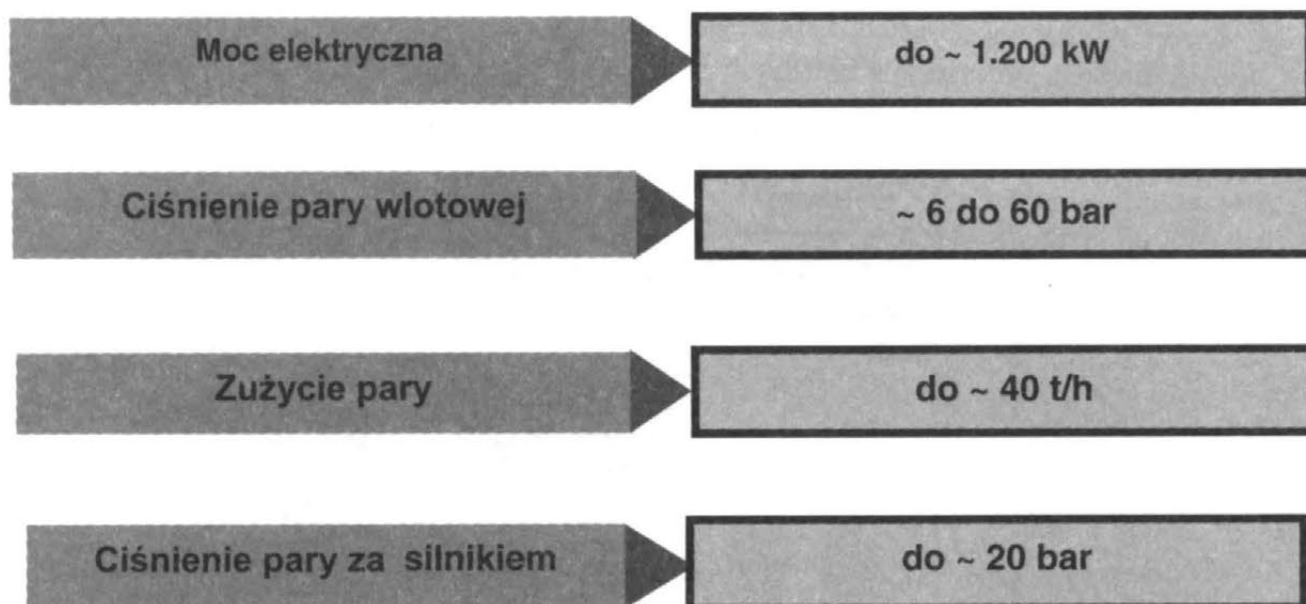 Moc elektryczna
do ~ 1.200 kW
Ciśnienie pary wlotowej
~ 6 do 60 bar
Zużycie pary
do ~ 40 t/h
Ciśnienie pary za silnikiem
do ~ 20 bar